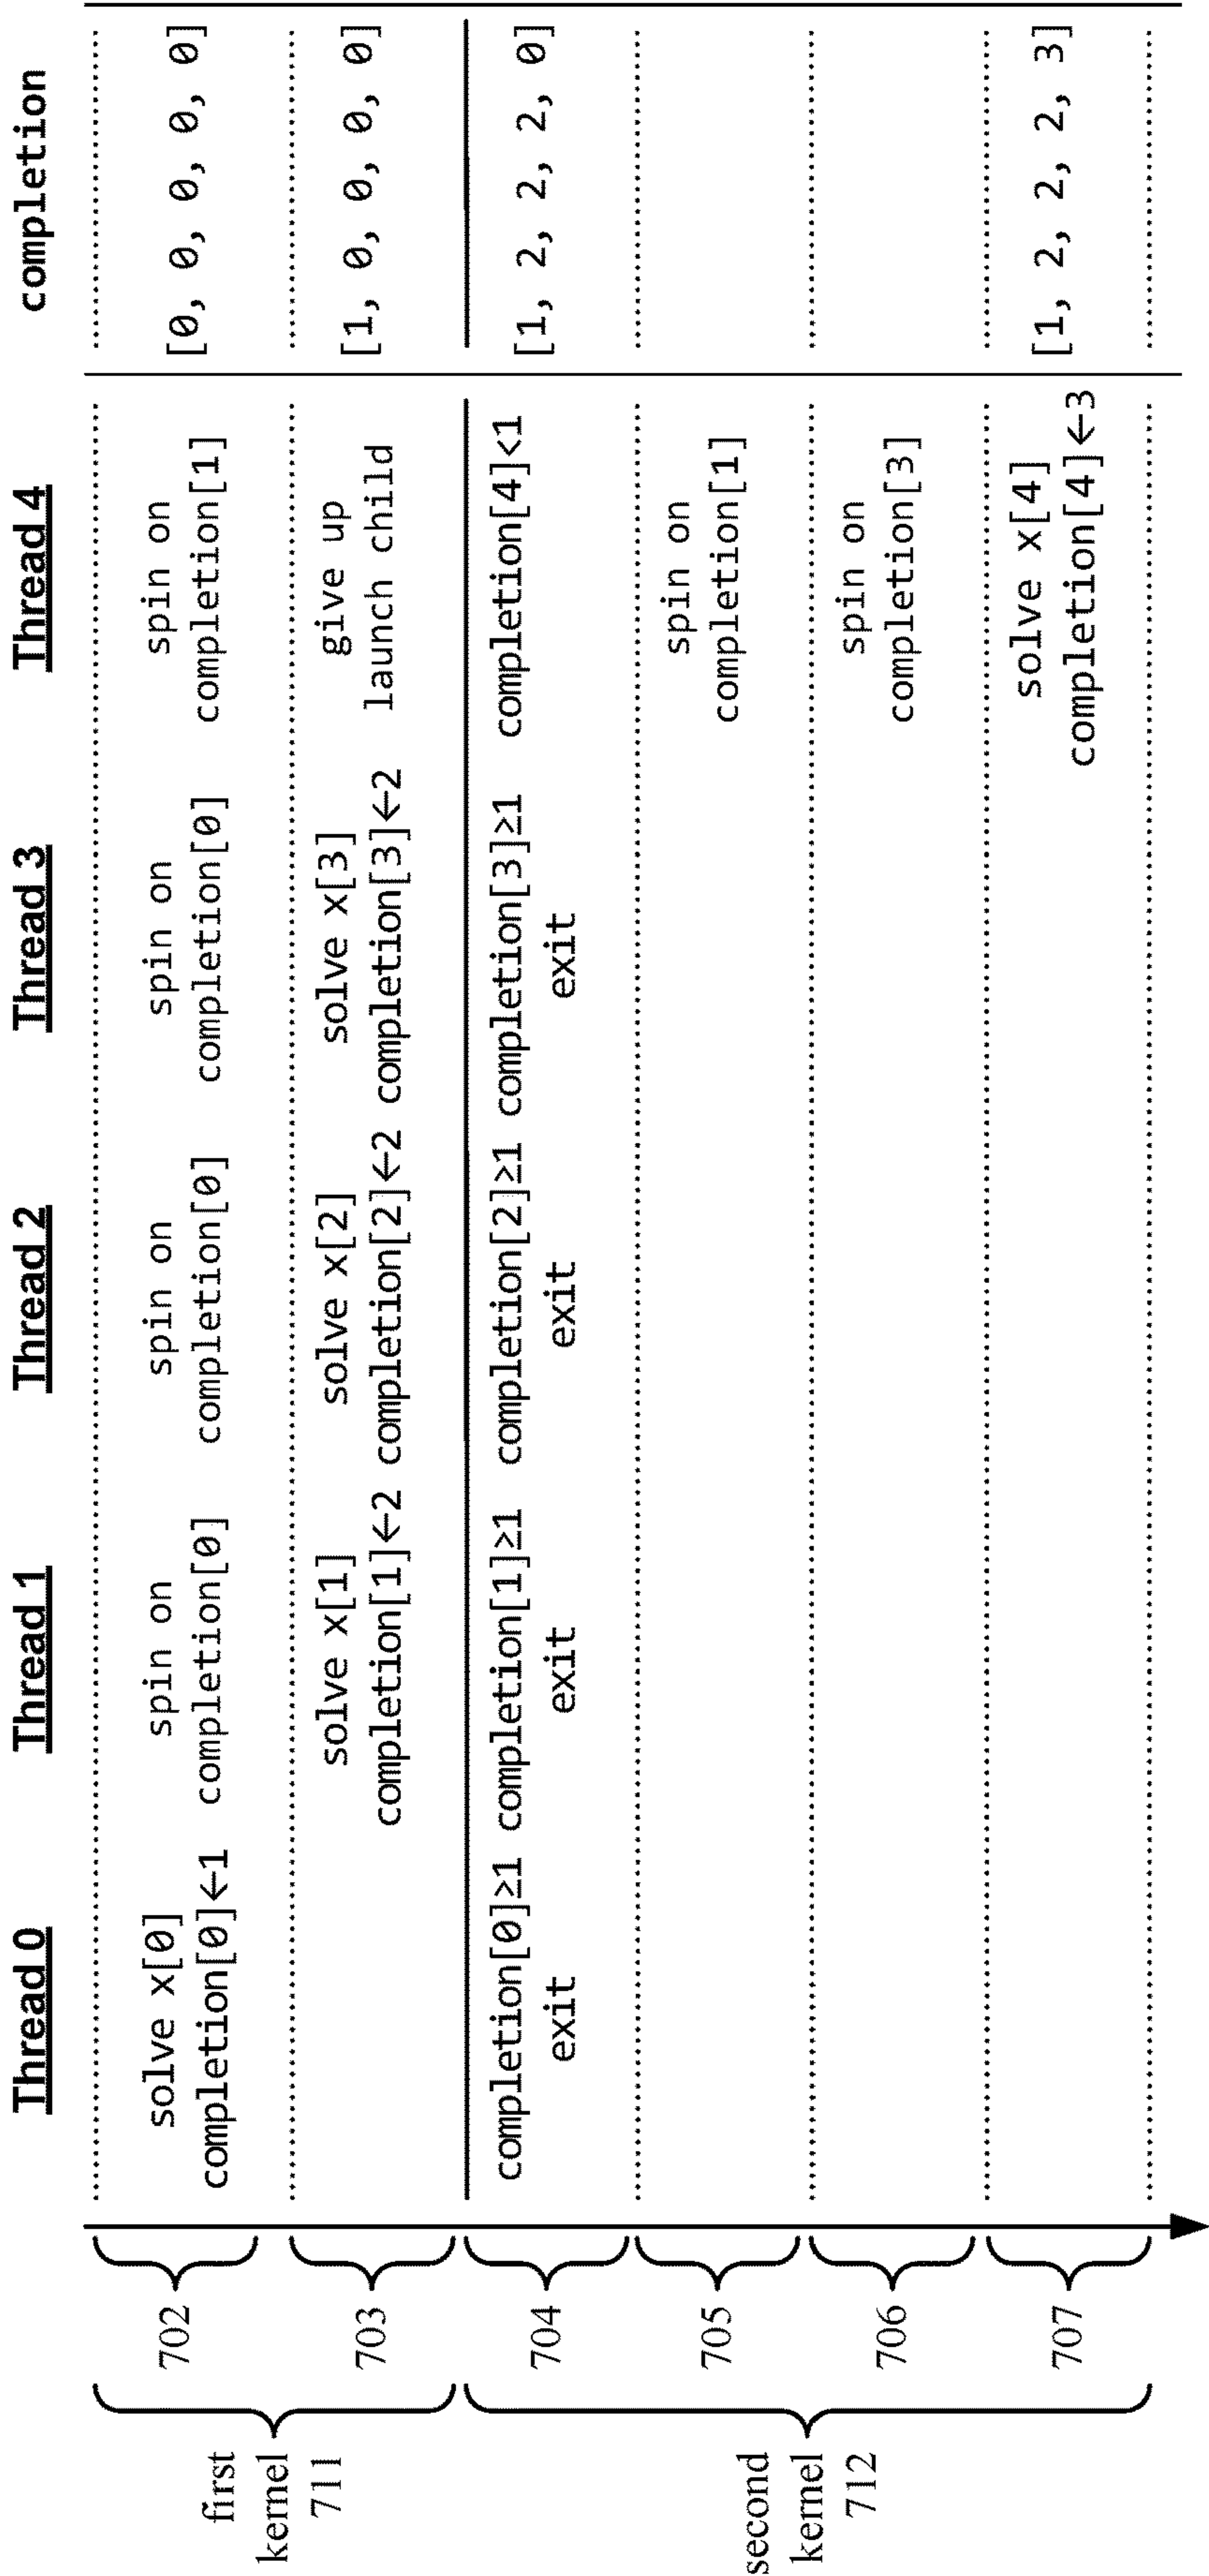 Thread 0
Thread 1
Thread 2
Thread 3
Thread 4
completion
first
kernel
711
702
solve x[0]
completion[0]←1
spin on
completion[0]
spin on
completion[0]
spin on
completion[0]
spin on
completion[1]
[0, 0, 0, 0, 0]
703
solve x[1]
completion[1]←2
solve x[2]
completion[2]←2
solve x[3]
completion[3]←2
give up
launch child
[1, 0, 0, 0, 0]
second
kernel
712
704
completion[0]≥1
exit
completion[1]≥1
exit
completion[2]≥1
exit
completion[3]≥1
exit
completion[4]<1
[1, 2, 2, 2, 0]
705
spin on
completion[1]
706
spin on
completion[3]
707
solve x[4]
completion[4]←3
[1, 2, 2, 2, 3]